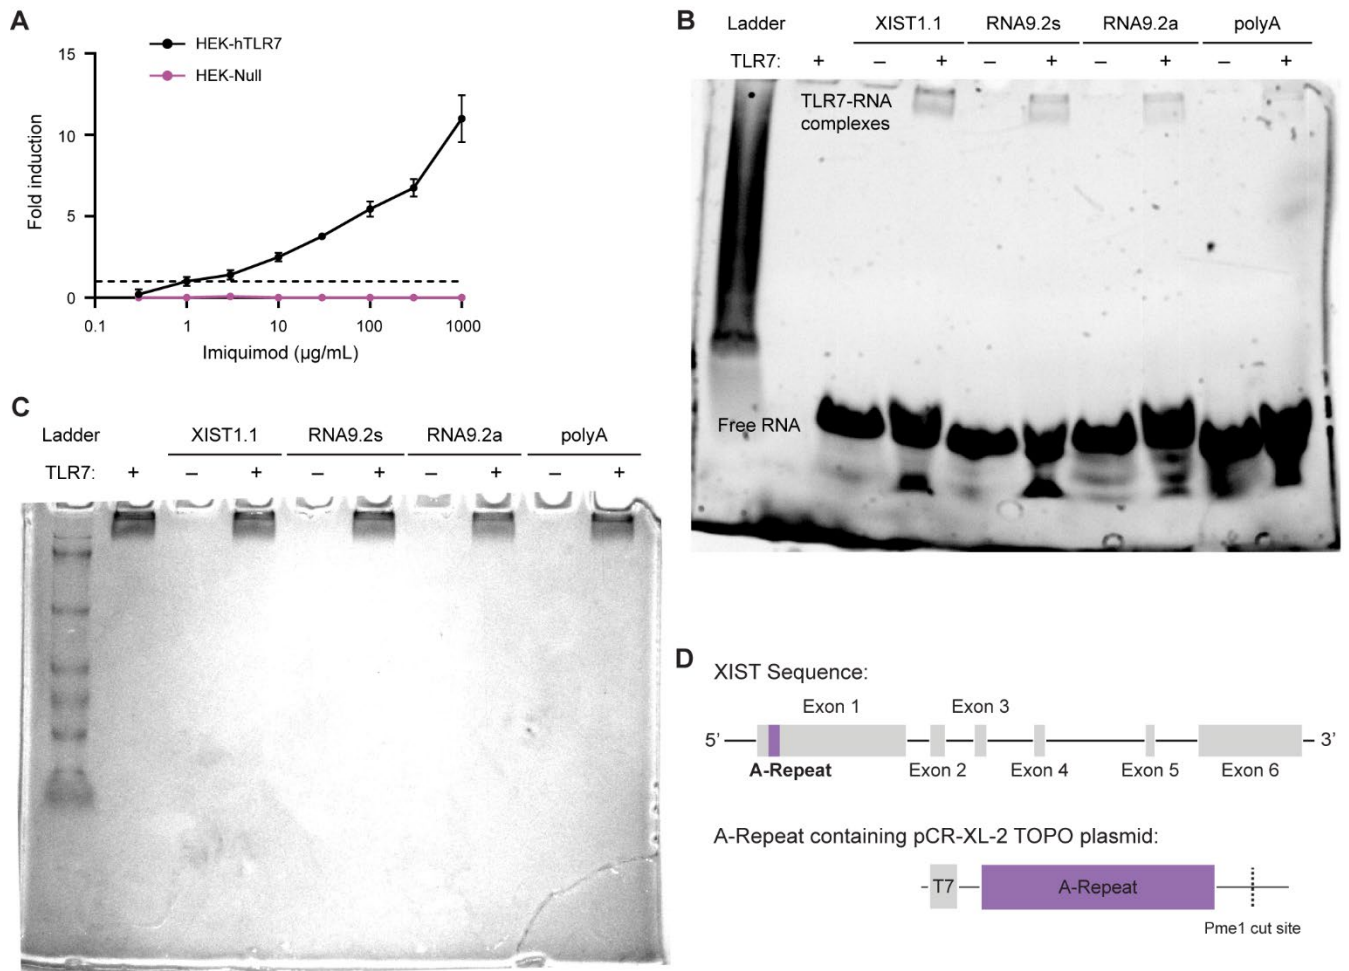 A
HEK-hTLR7
HEK-Null
15
10
5
0
Fold induction
0.1 1 10 100 1000
Imiquimod (µg/mL)
B
Ladder XIST1.1 RNA9.2s RNA9.2a polyA
TLR7: + – + – + – + – +
TLR7-RNA
complexes
Free RNA
C
Ladder XIST1.1 RNA9.2s RNA9.2a polyA
TLR7: + – + – + – + – +
D
XIST Sequence:
Exon 1 Exon 3
5’ 3’
A-Repeat Exon 2 Exon 4 Exon 5 Exon 6
A-Repeat containing pCR-XL-2 TOPO plasmid:
T7 A-Repeat
Pme1 cut site